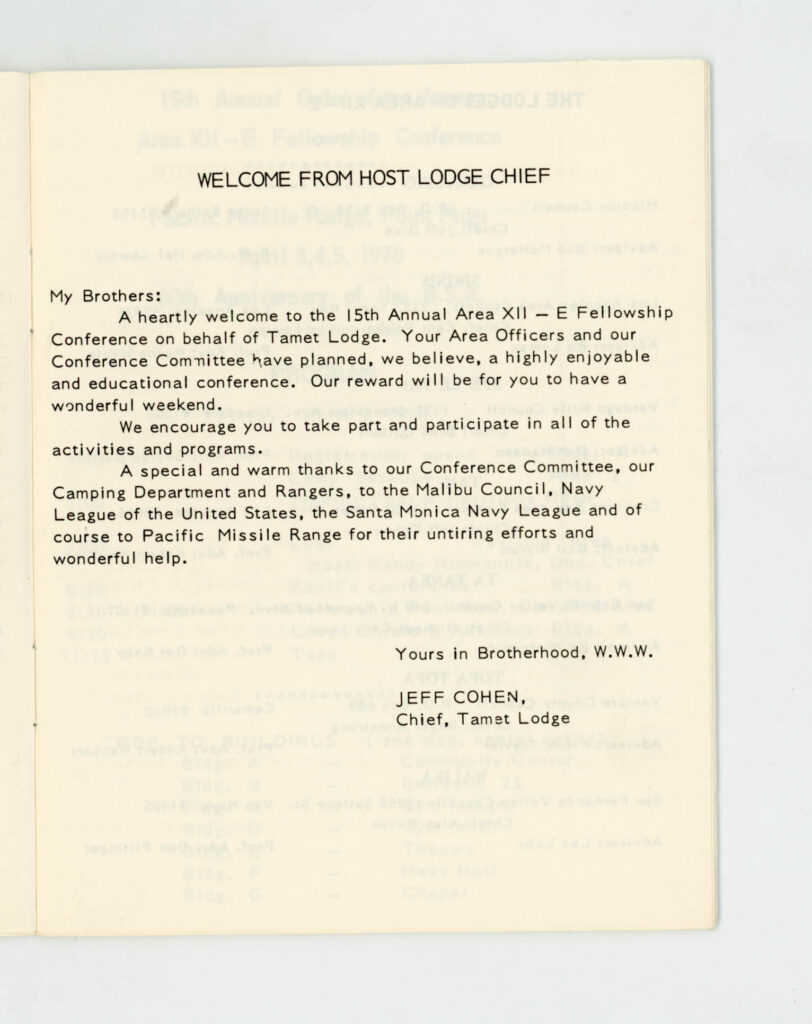 WELCOME FROM HOST LODGE CHIEF
My Brothers:
A heartly welcome to the 15th Annual Area XII – E Fellowship
Conference on behalf of Tamet Lodge. Your Area Officers and our
Conference Committee have planned, we believe, a highly enjoyable
and educational conference. Our reward will be for you to have a
wonderful weekend.
We encourage you to take part and participate in all of the
activities and programs.
A special and warm thanks to our Conference Committee, our
Camping Department and Rangers, to the Malibu Council, Navy
League of the United States, the Santa Monica Navy League and of
course to Pacific Missile Range for their untiring efforts and
wonderful help.
Yours in Brotherhood, W.W.W.
JEFF COHEN,
Chief, Tamet Lodge